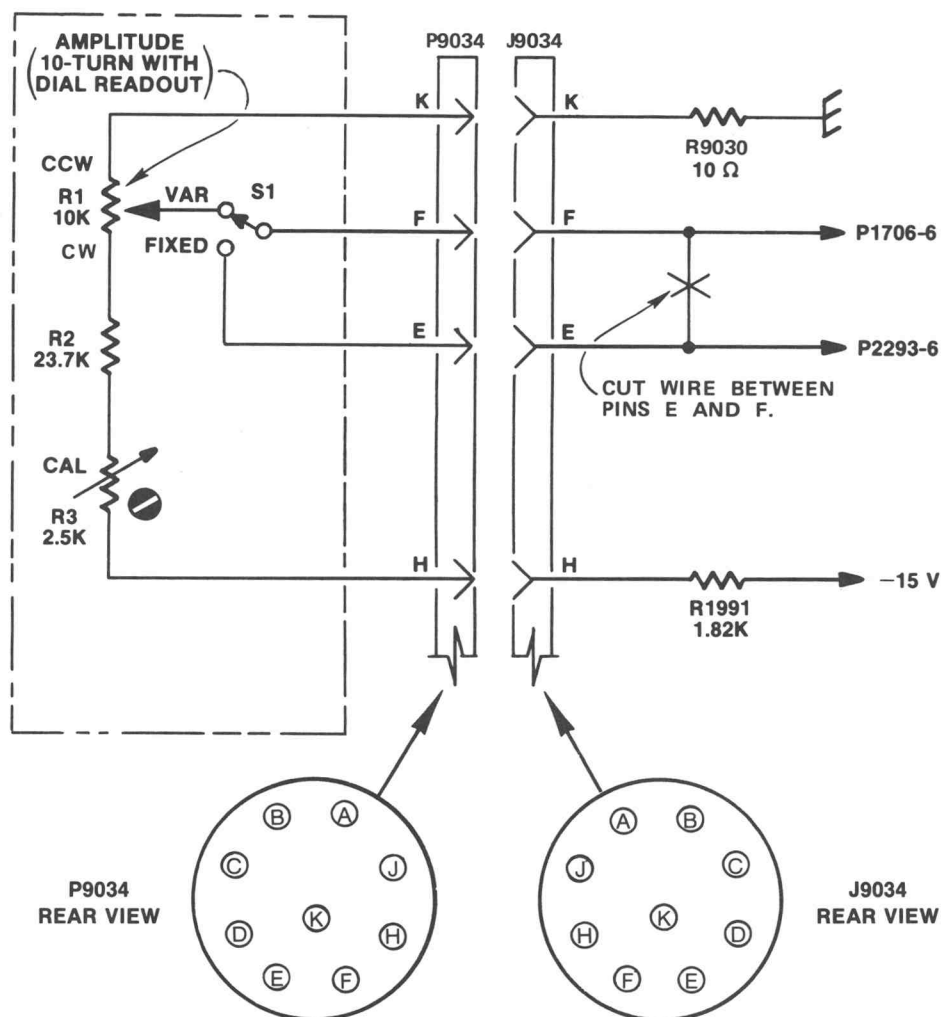 AMPLITUDE
10-TURN WITH
DIAL READOUT
P9034 J9034
K K
R9030
10 Ω
CCW
R1
10K
CW
VAR
S1
FIXED
F F
P1706-6
E E
P2293-6
R2
23.7K
CUT WIRE BETWEEN
PINS E AND F.
CAL
R3
2.5K
H H
R1991
1.82K
−15 V
P9034
REAR VIEW
B A
C J
K
D H
E F
A B
J C
K
H D
F E
J9034
REAR VIEW